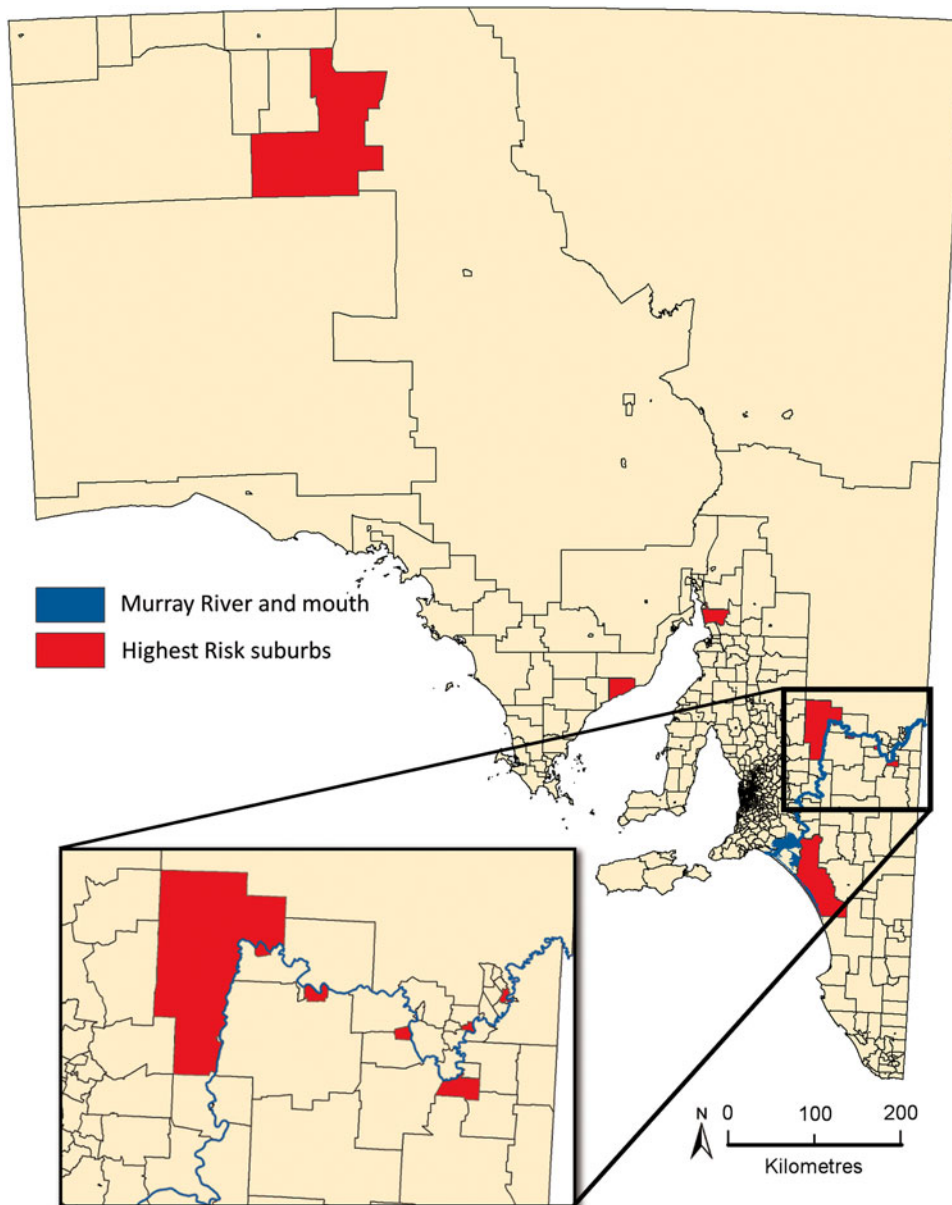 Murray River and mouth
Highest Risk suburbs
N
0 100 200
Kilometres